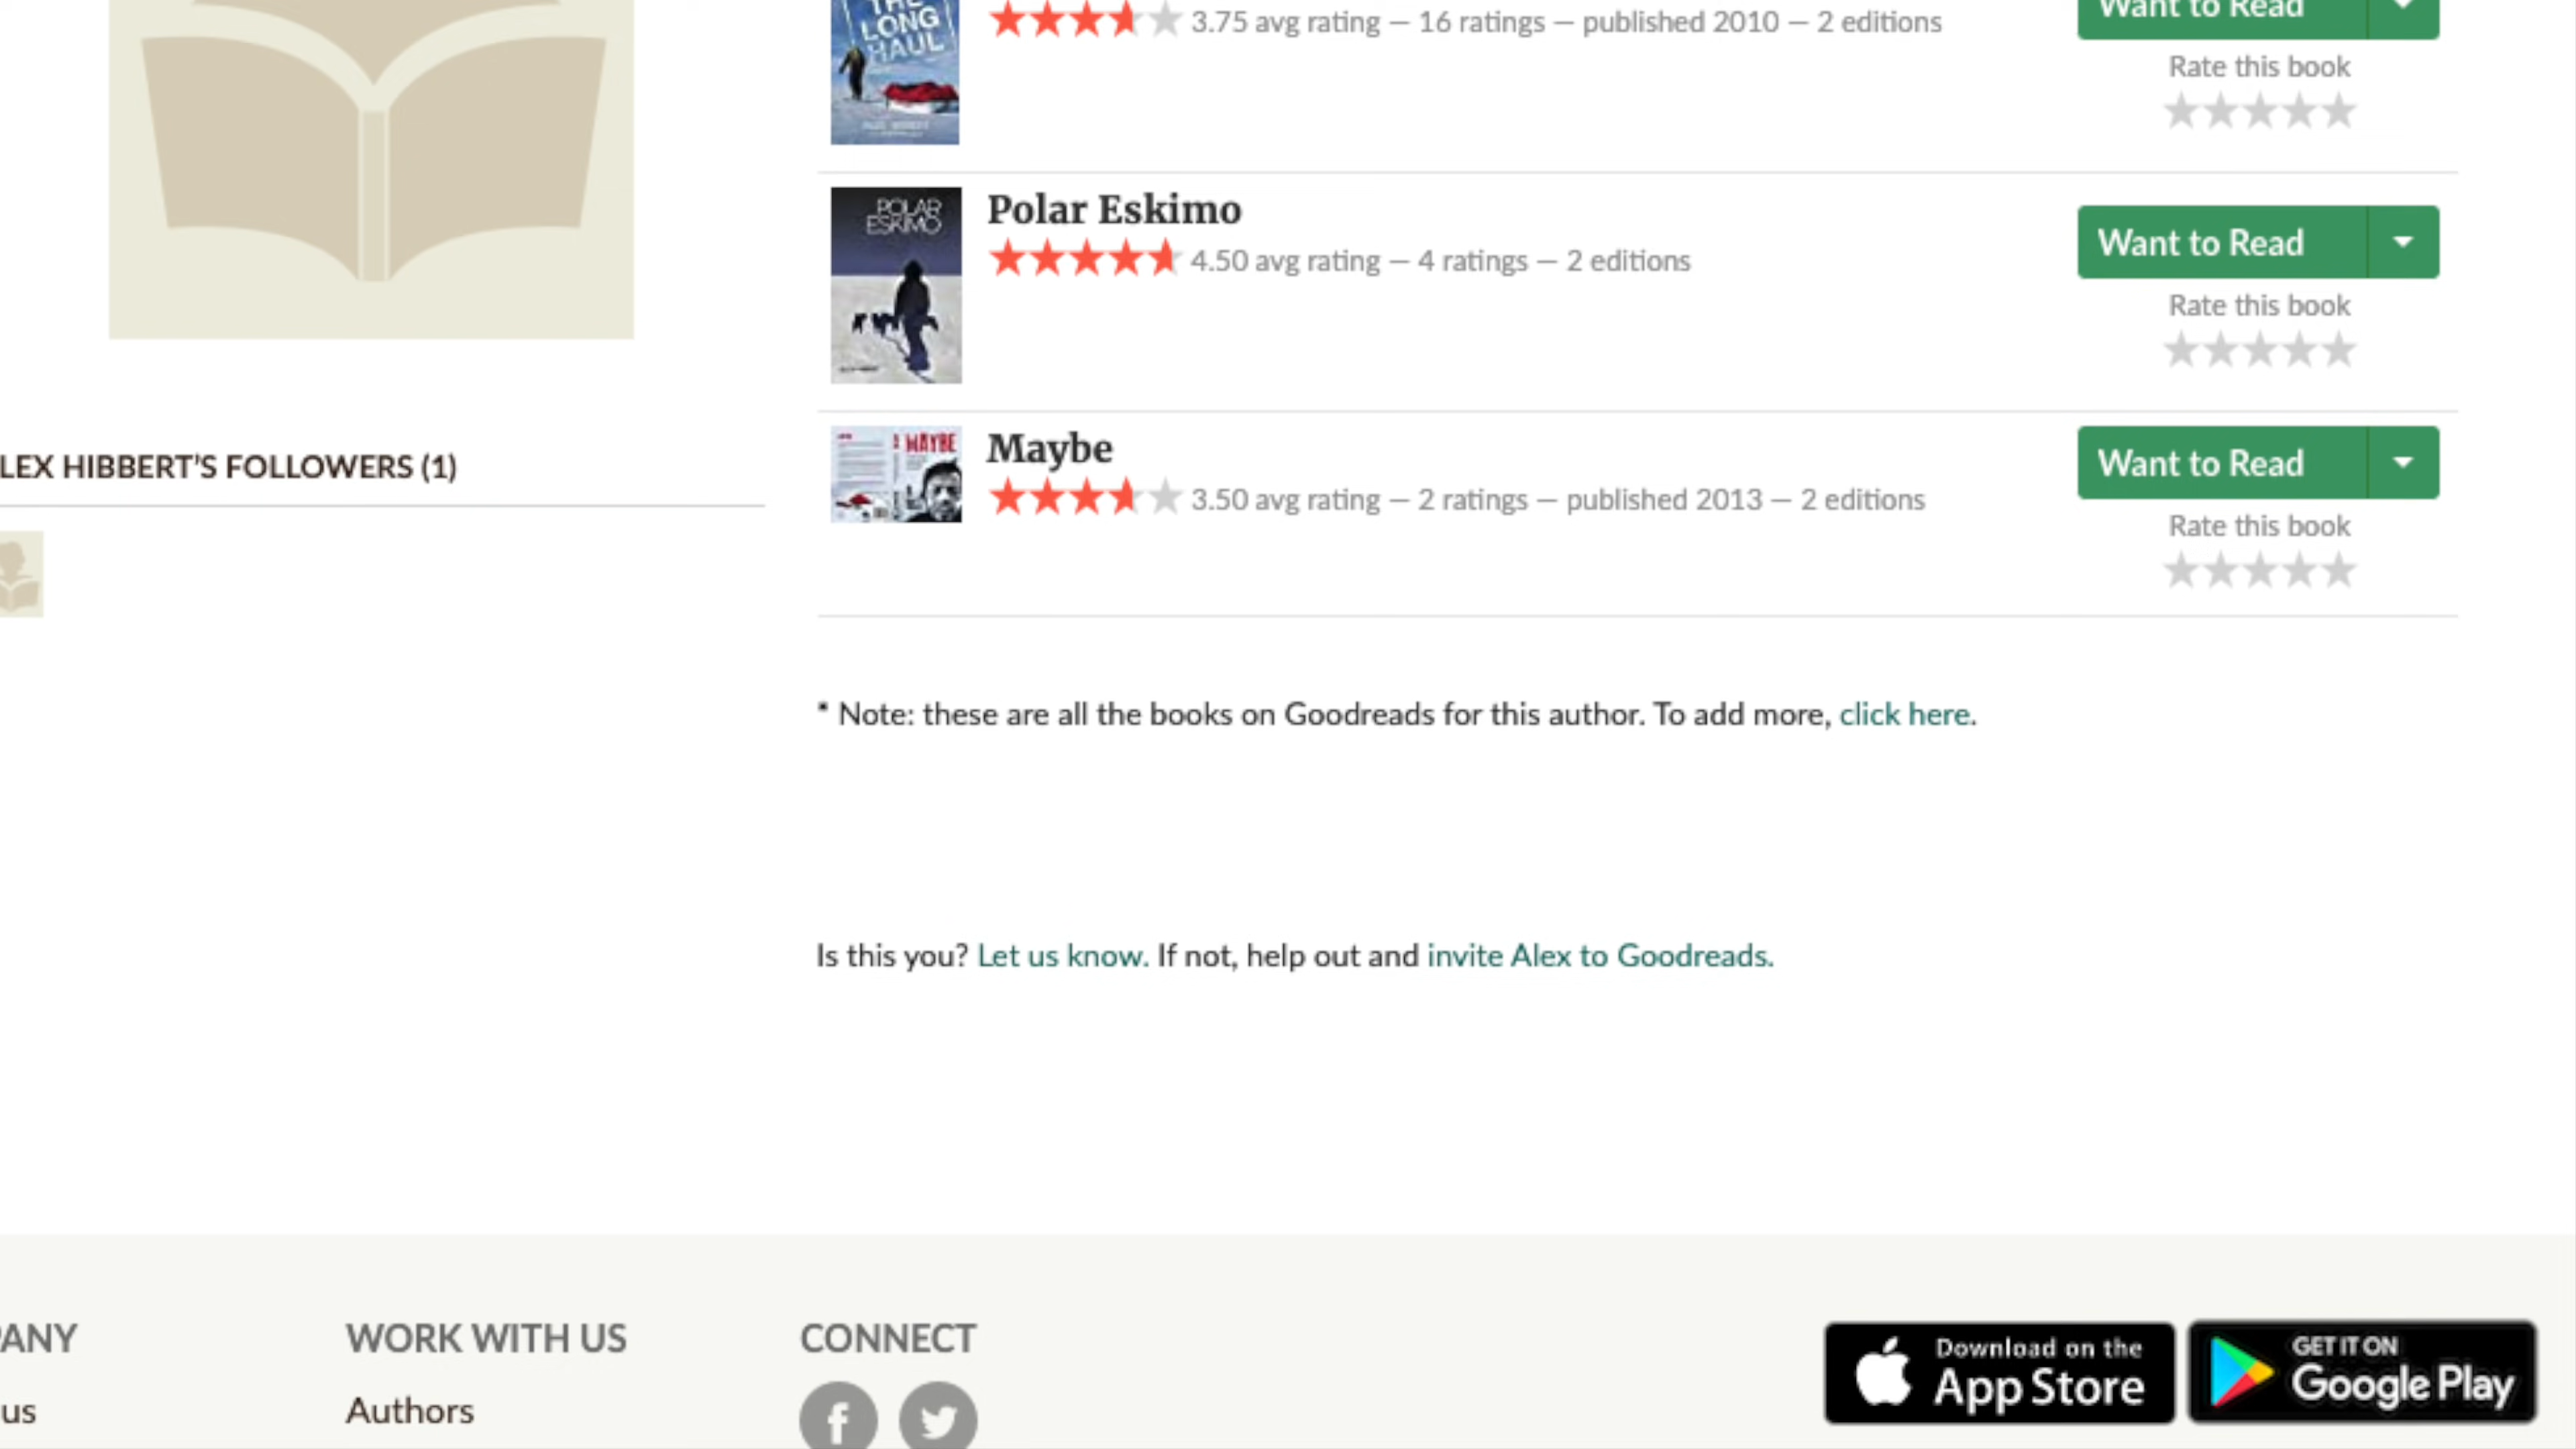 THE
LONG
HAUL
3.75 avg rating — 16 ratings — published 2010 — 2 editions
Want to Read
Rate this book
POLAR
ESKIMO
Polar Eskimo
4.50 avg rating — 4 ratings — 2 editions
Want to Read
Rate this book
MAYBE
Maybe
3.50 avg rating — 2 ratings — published 2013 — 2 editions
Want to Read
Rate this book
LEX HIBBERT'S FOLLOWERS (1)
* Note: these are all the books on Goodreads for this author. To add more, click here.
Is this you? Let us know. If not, help out and invite Alex to Goodreads.
ANY
us
WORK WITH US
Authors
CONNECT
Download on the
App Store
GET IT ON
Google Play